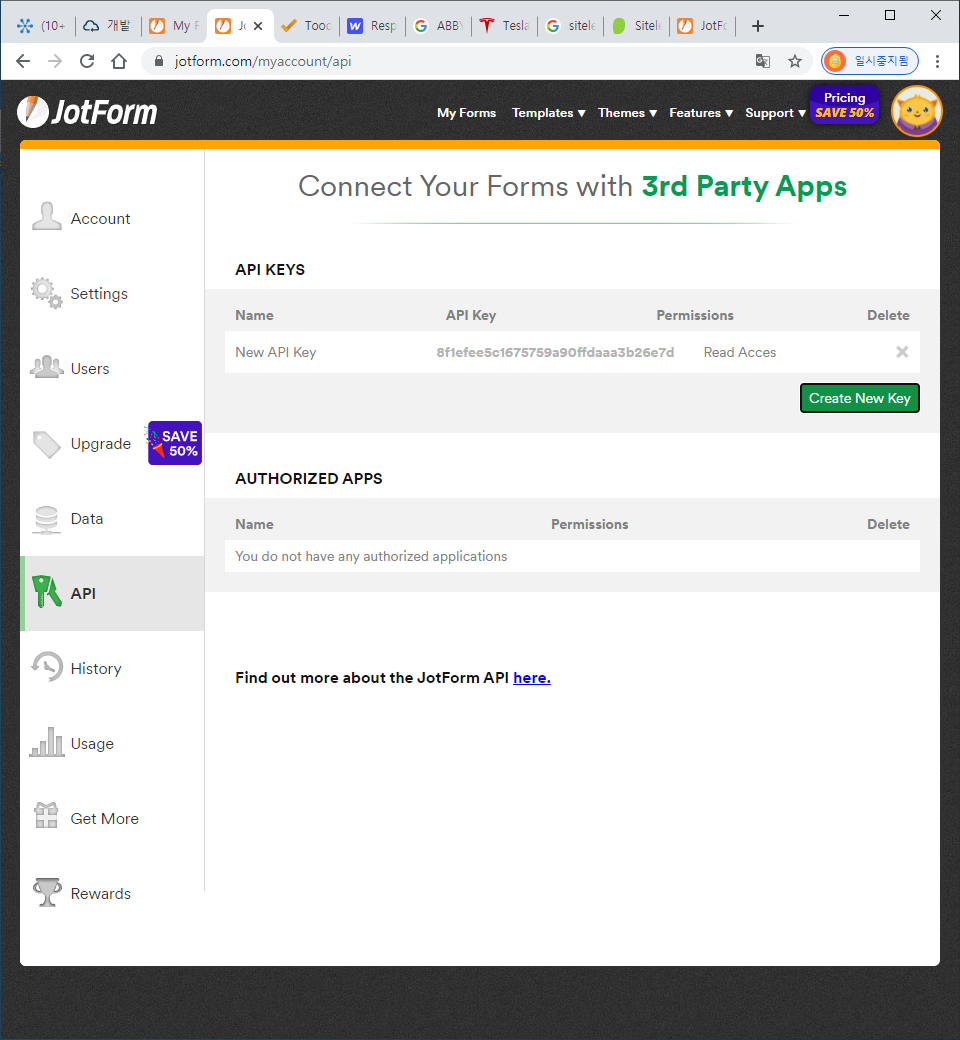 (10+
개발
My F
Jo
Tooc
Resp
ABBY
Tesla
sitele
Sitele
JotFo
jotform.com/myaccount/api
일시중지됨
JotForm
My Forms Templates ▼ Themes ▼ Features ▼ Support ▼
Pricing
SAVE 50%
Connect Your Forms with 3rd Party Apps
Account
Settings
Users
Upgrade
SAVE
50%
Data
API
History
Usage
Get More
Rewards
API KEYS
Name API Key Permissions Delete
New API Key 8f1efee5c1675759a90ffdaaa3b26e7d Read Acces
Create New Key
AUTHORIZED APPS
Name Permissions Delete
You do not have any authorized applications
Find out more about the JotForm API here.